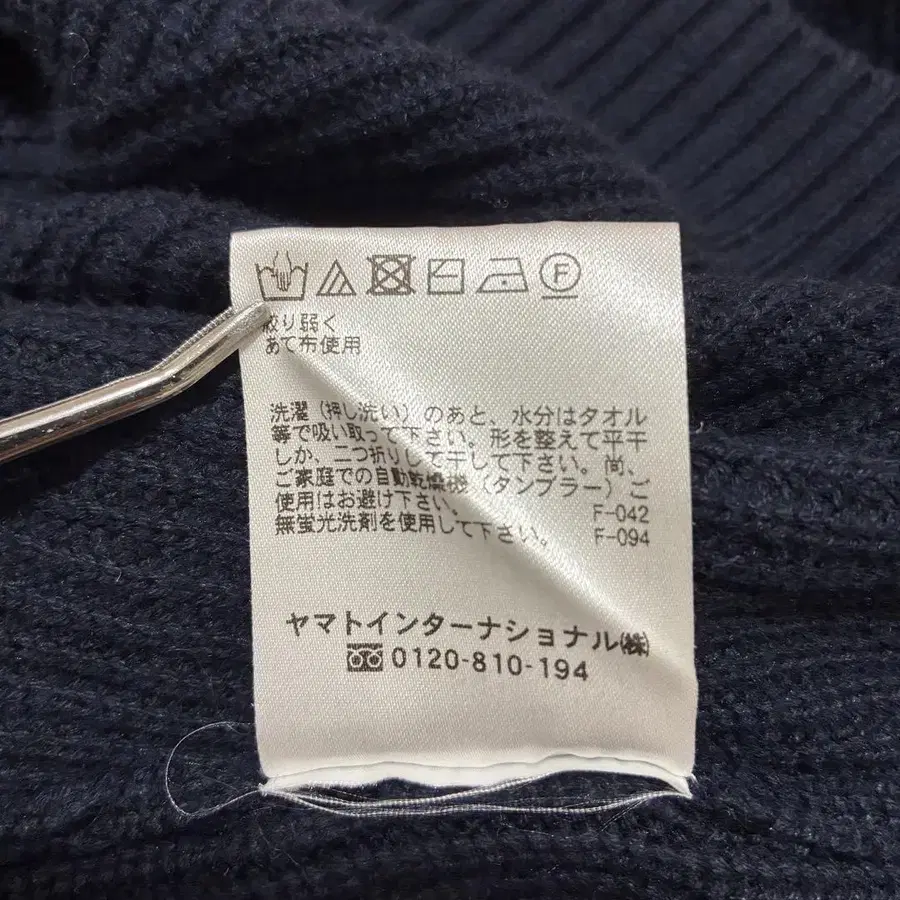 F
絞り弱く
あて布使用
洗濯（押し洗い）のあと、水分はタオル
等で吸い取って下さい。形を整えて平干
しか、二つ折りして干して下さい。尚、
ご家庭での自動乾燥機（タンブラー）ご
使用はお避け下さい。 F-042
無蛍光洗剤を使用して下さい。 F-094
ヤマトインターナショナル㈱
0120-810-194